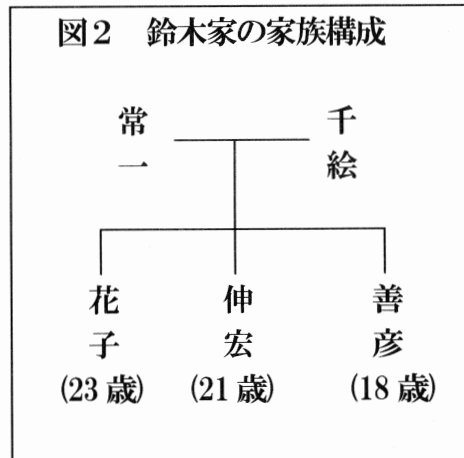 図2 鈴木家の家族構成
常一
千絵
花子
(23歳)
伸宏
(21歳)
善彦
(18歳)